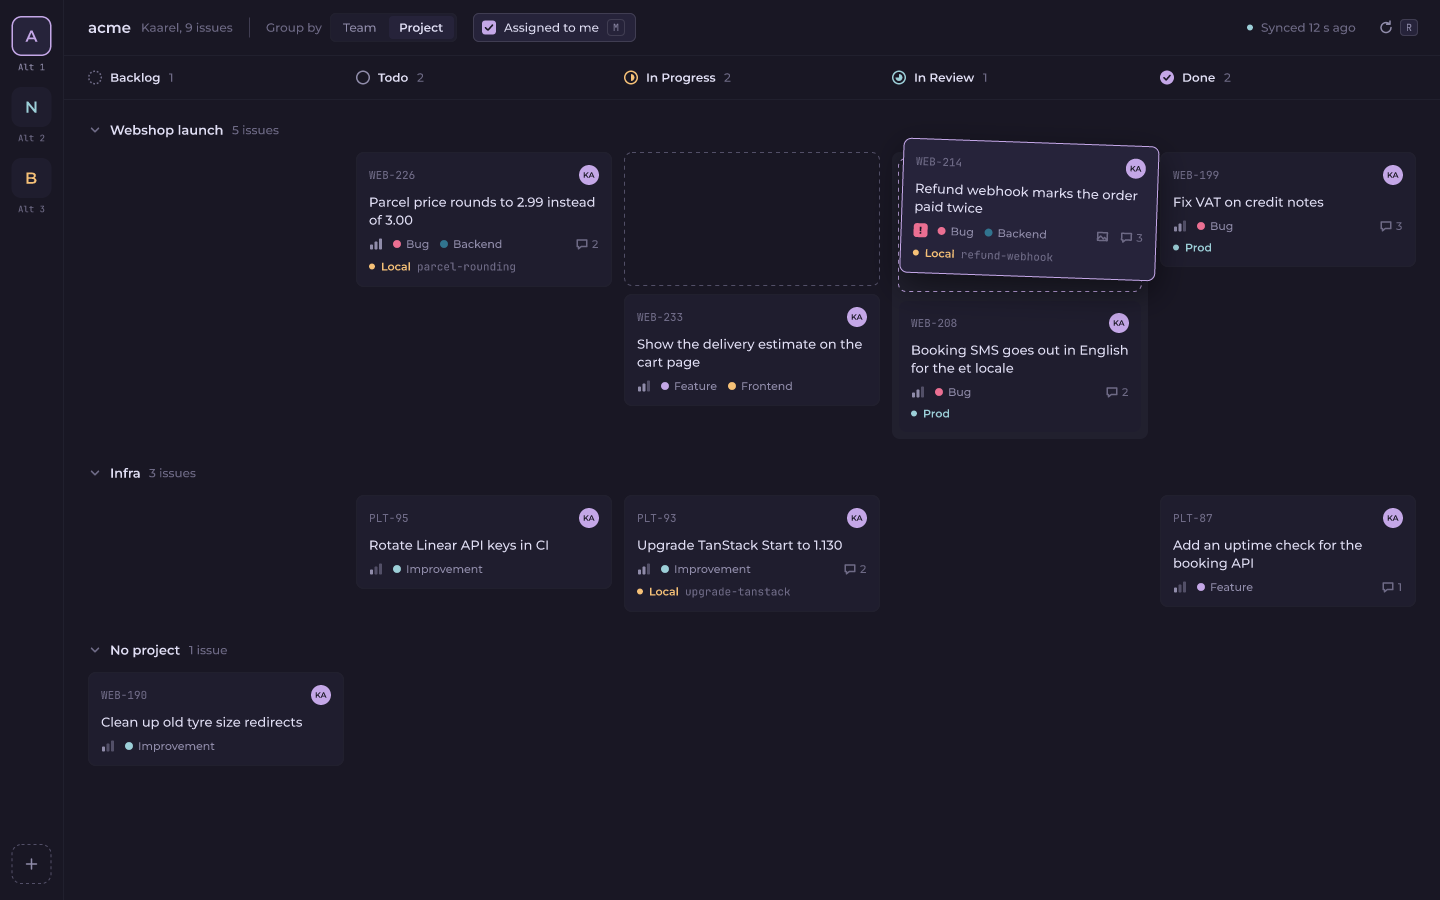 A
Alt 1
N
Alt 2
B
Alt 3
acme Kaarel, 9 issues Group by Team Project Assigned to me M Synced 12 s ago R
Backlog 1 Todo 2 In Progress 2 In Review 1 Done 2
Webshop launch 5 issues
WEB-226 KA
Parcel price rounds to 2.99 instead
of 3.00
Bug Backend 2
Local parcel-rounding
WEB-233 KA
Show the delivery estimate on the
cart page
Feature Frontend
WEB-214 KA
Refund webhook marks the order
paid twice
! Bug Backend 3
Local refund-webhook
WEB-208 KA
Booking SMS goes out in English
for the et locale
Bug 2
Prod
WEB-199 KA
Fix VAT on credit notes
Bug 3
Prod
Infra 3 issues
PLT-95 KA
Rotate Linear API keys in CI
Improvement
PLT-93 KA
Upgrade TanStack Start to 1.130
Improvement 2
Local upgrade-tanstack
PLT-87 KA
Add an uptime check for the
booking API
Feature 1
No project 1 issue
WEB-190 KA
Clean up old tyre size redirects
Improvement
+